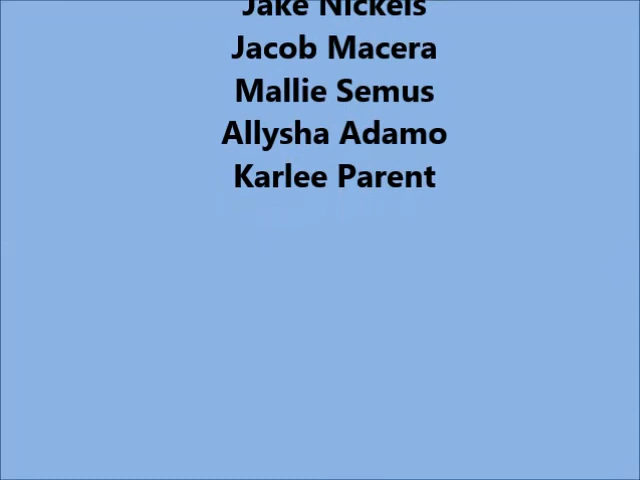 Jake Nickels
Jacob Macera
Mallie Semus
Allysha Adamo
Karlee Parent